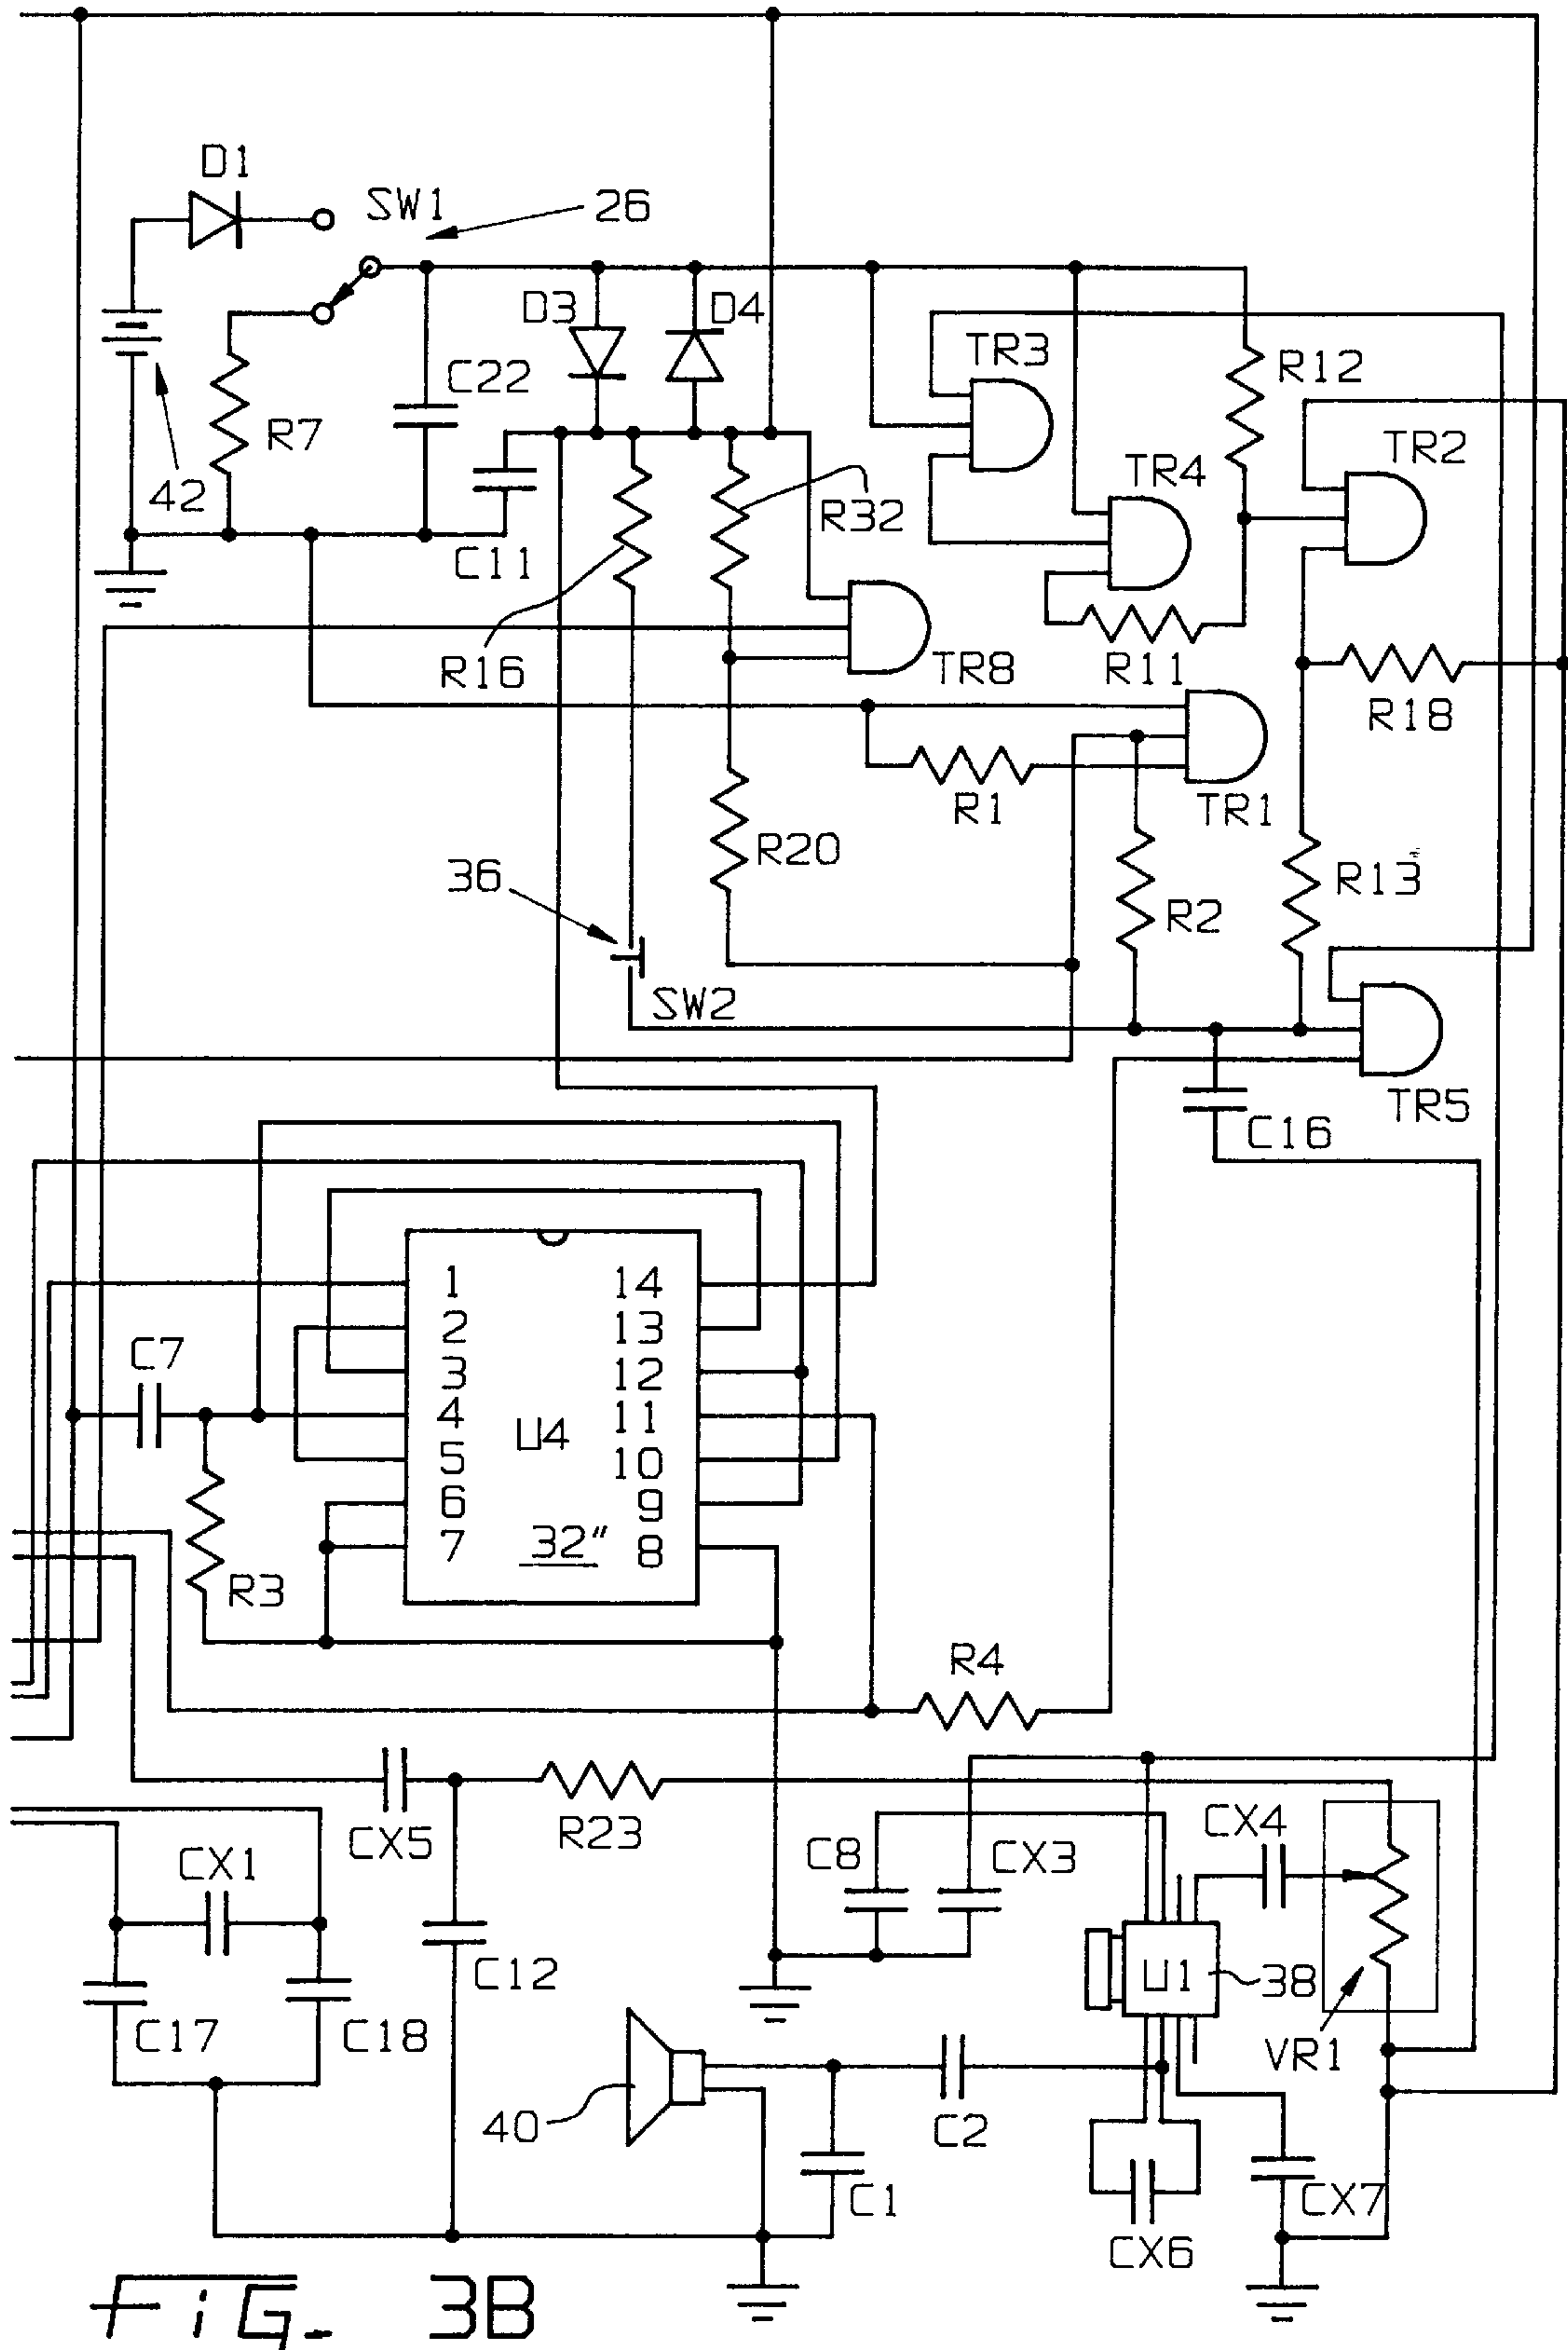 D1
SW1
26
D3
D4
TR3
R12
C22
R7
TR2
42
TR4
R32
C11
R16
TR8
R11
R18
R1
TR1
R20
R13
36
R2
SW2
TR5
C16
1
14
2
13
C7
3
12
4
11
U4
5
10
6
9
7
32"
8
R3
R4
R23
CX5
CX4
C8
CX3
CX1
C12
U1
38
C17
C18
VR1
40
C2
C1
CX7
CX6
FiG. 3B